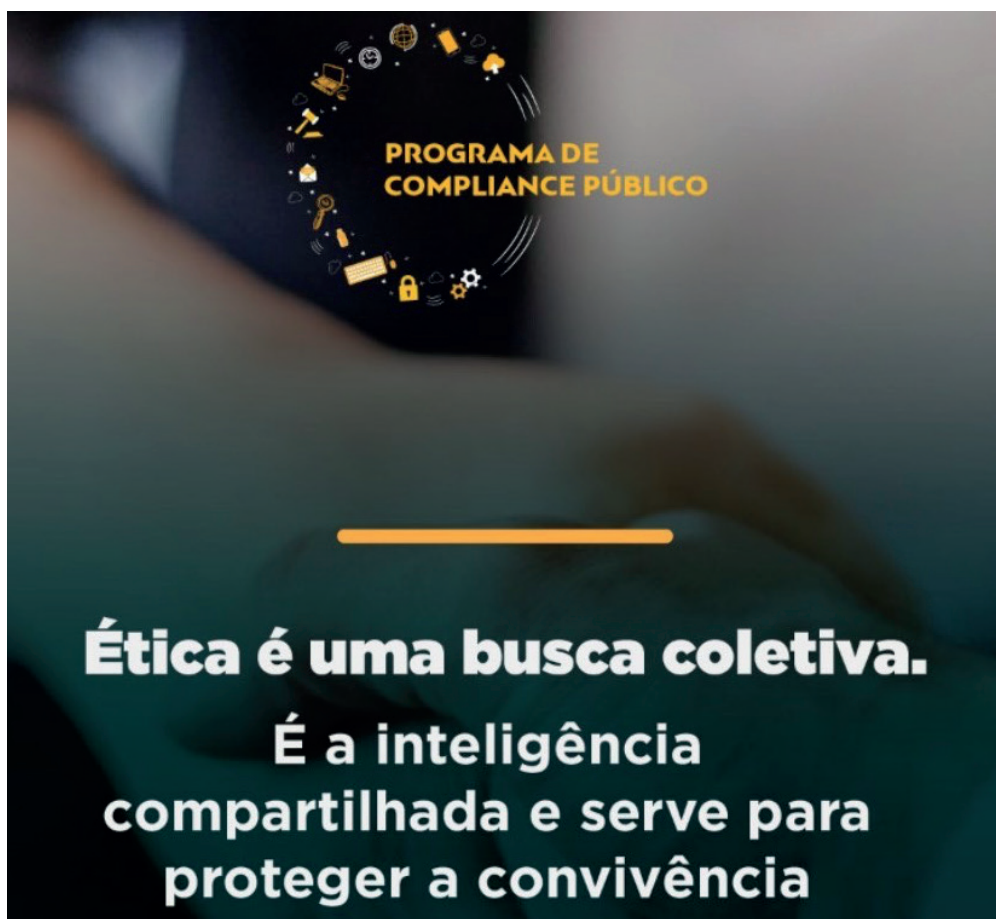 PROGRAMA DE
COMPLIANCE PÚBLICO
Ética é uma busca coletiva.
É a inteligência
compartilhada e serve para
proteger a convivência